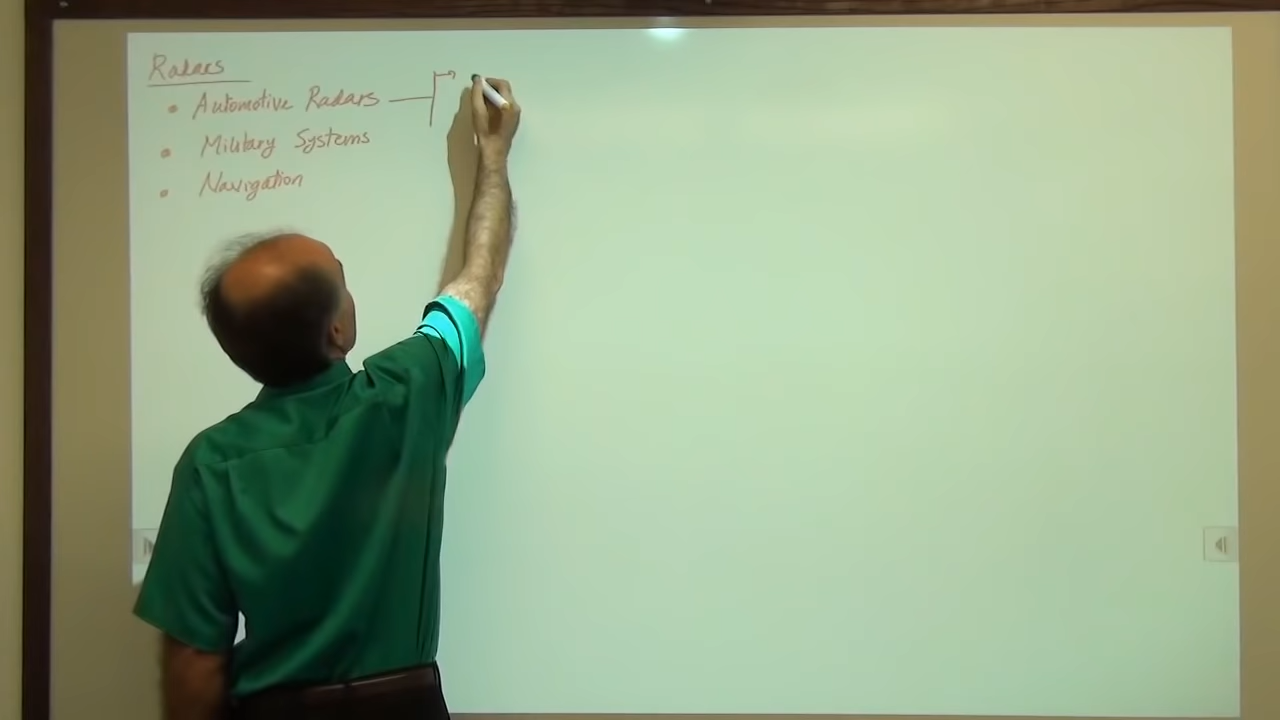 Radars
• Automotive Radars
• Military Systems
• Navigation